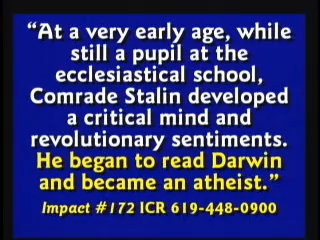 “At a very early age, while
still a pupil at the
ecclesiastical school,
Comrade Stalin developed
a critical mind and
revolutionary sentiments.
He began to read Darwin
and became an atheist.”
Impact #172 ICR 619-448-0900